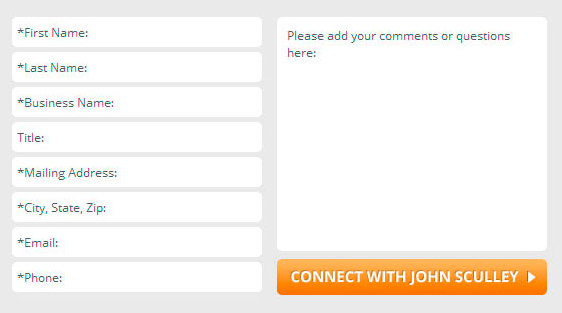 *First Name:
*Last Name:
*Business Name:
Title:
*Mailing Address:
*City, State, Zip:
*Email:
*Phone:
Please add your comments or questions
here:
CONNECT WITH JOHN SCULLEY